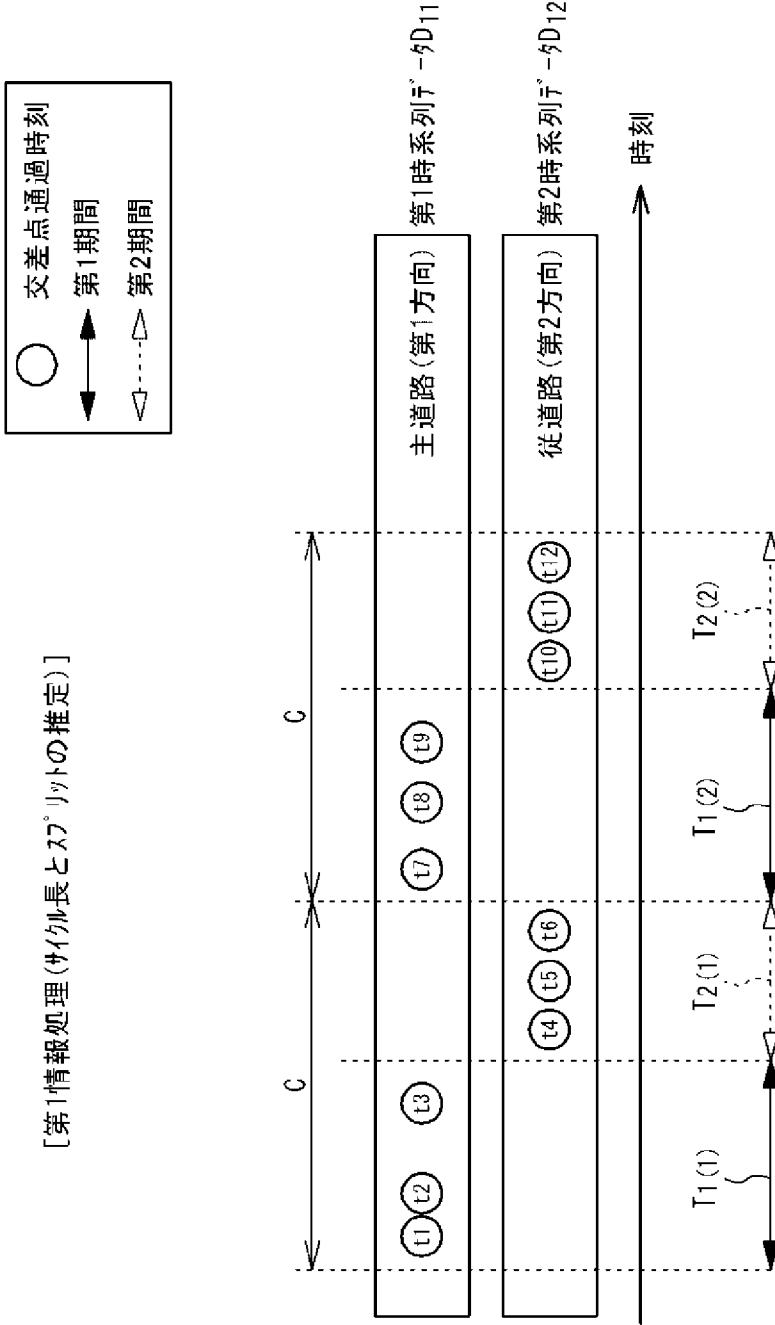 [第1情報処理(サイクル長とスプリットの推定)]
交差点通過時刻
第1期間
第2期間
C
C
t1 t2 t3 t7 t8 t9 主道路(第1方向) 第1時系列データD11
t4 t5 t6 t10 t11 t12 従道路(第2方向) 第2時系列データD12
時刻
T1(1) T2(1) T1(2) T2(2)